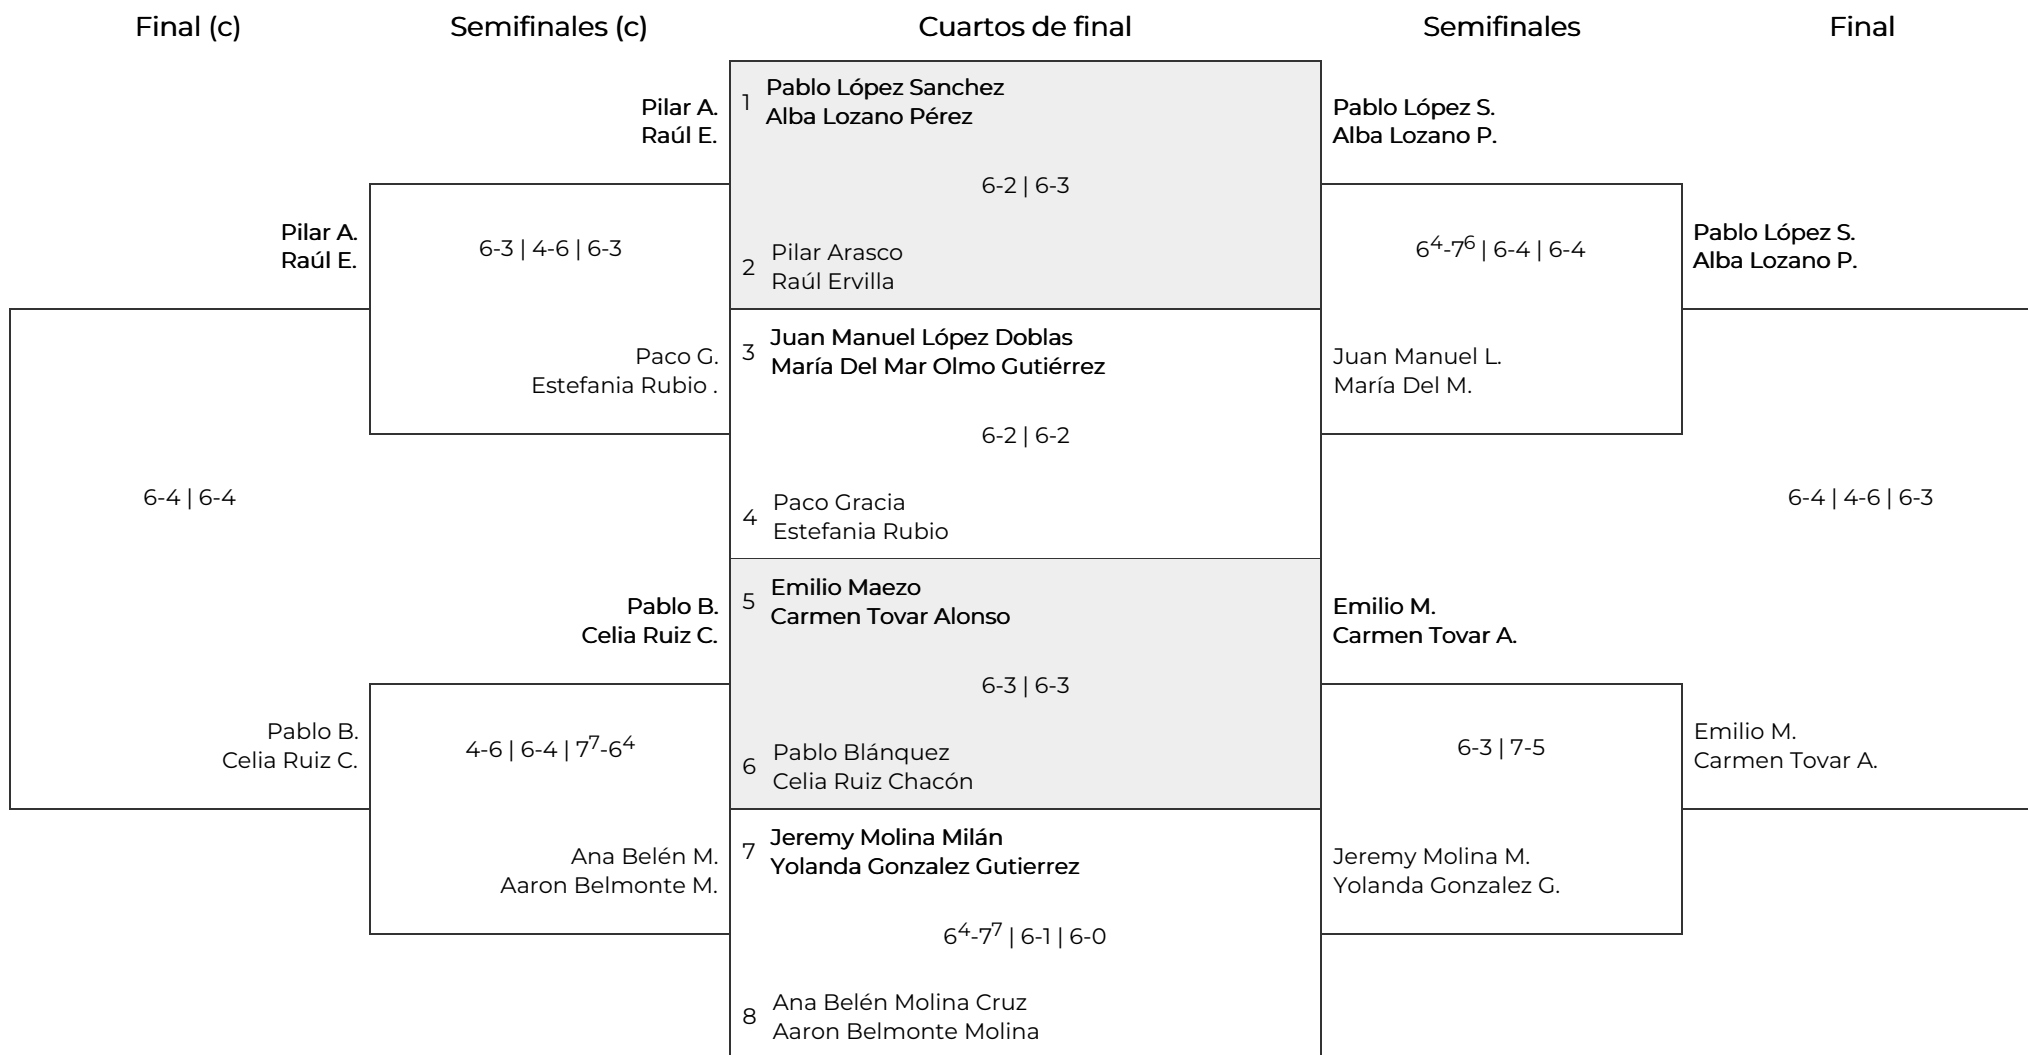 Final (c)
Semifinales (c)
Cuartos de final
Semifinales
Final
Pilar A.
Raúl E.
6-4 | 6-4
Pablo B.
Celia Ruiz C.
Pilar A.
Raúl E.
6-3 | 4-6 | 6-3
Paco G.
Estefania Rubio .
Pablo B.
Celia Ruiz C.
4-6 | 6-4 | 7⁷-6⁴
Ana Belén M.
Aaron Belmonte M.
1 Pablo López Sanchez
Alba Lozano Pérez
6-2 | 6-3
2 Pilar Arasco
Raúl Ervilla
3 Juan Manuel López Doblas
María Del Mar Olmo Gutiérrez
6-2 | 6-2
4 Paco Gracia
Estefania Rubio
5 Emilio Maezo
Carmen Tovar Alonso
6-3 | 6-3
6 Pablo Blánquez
Celia Ruiz Chacón
7 Jeremy Molina Milán
Yolanda Gonzalez Gutierrez
6⁴-7⁷ | 6-1 | 6-0
8 Ana Belén Molina Cruz
Aaron Belmonte Molina
Pablo López S.
Alba Lozano P.
6⁴-7⁶ | 6-4 | 6-4
Juan Manuel L.
María Del M.
Emilio M.
Carmen Tovar A.
6-3 | 7-5
Jeremy Molina M.
Yolanda Gonzalez G.
Pablo López S.
Alba Lozano P.
6-4 | 4-6 | 6-3
Emilio M.
Carmen Tovar A.